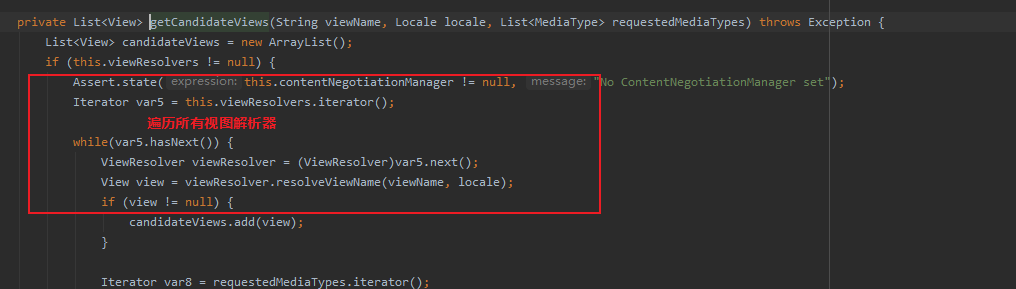 private List<View> getCandidateViews(String viewName, Locale locale, List<MediaType> requestedMediaTypes) throws Exception {
List<View> candidateViews = new ArrayList();
if (this.viewResolvers != null) {
Assert.state( expression: this.contentNegotiationManager != null, message: "No ContentNegotiationManager set");
Iterator var5 = this.viewResolvers.iterator();
遍历所有视图解析器
while(var5.hasNext()) {
ViewResolver viewResolver = (ViewResolver)var5.next();
View view = viewResolver.resolveViewName(viewName, locale);
if (view != null) {
candidateViews.add(view);
}
Iterator var8 = requestedMediaTypes.iterator();